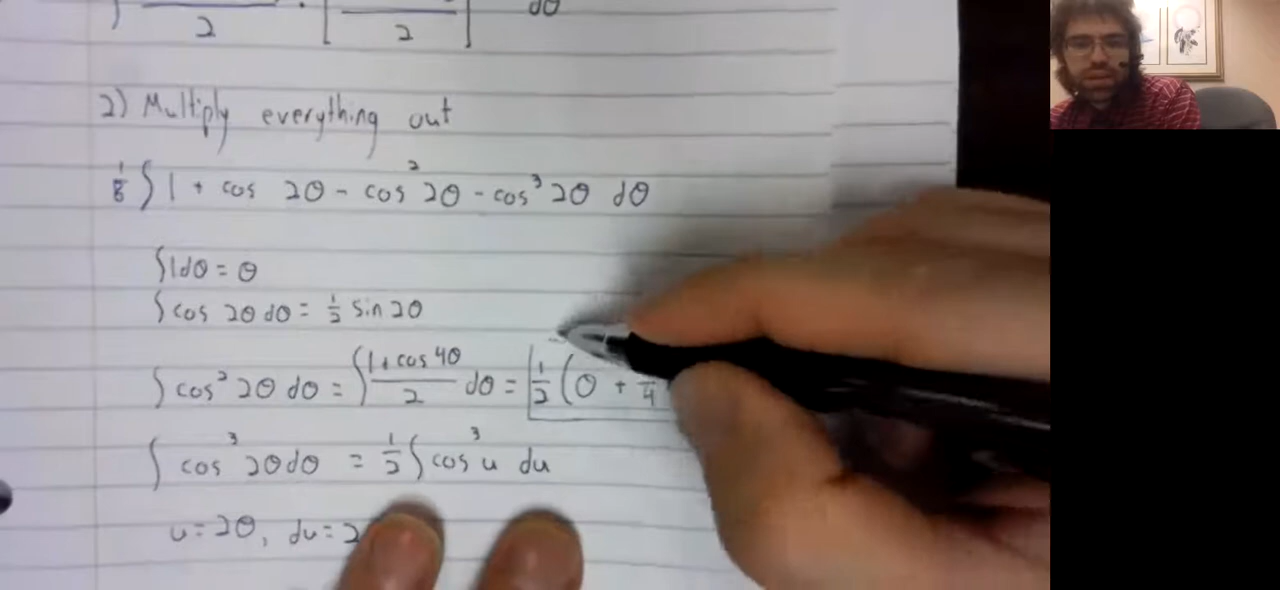 2 [ 2 ] dθ
2) Multiply everything out
1/8 ∫ 1 + cos 2θ - cos² 2θ - cos³ 2θ dθ
∫ 1 dθ = θ
∫ cos 2θ dθ = 1/2 sin 2θ
∫ cos² 2θ dθ = ∫ (1 + cos 4θ)/2 dθ = 1/2 (θ + 1/4
∫ cos³ 2θ dθ = 1/2 ∫ cos³ u du
u = 2θ, du = 2